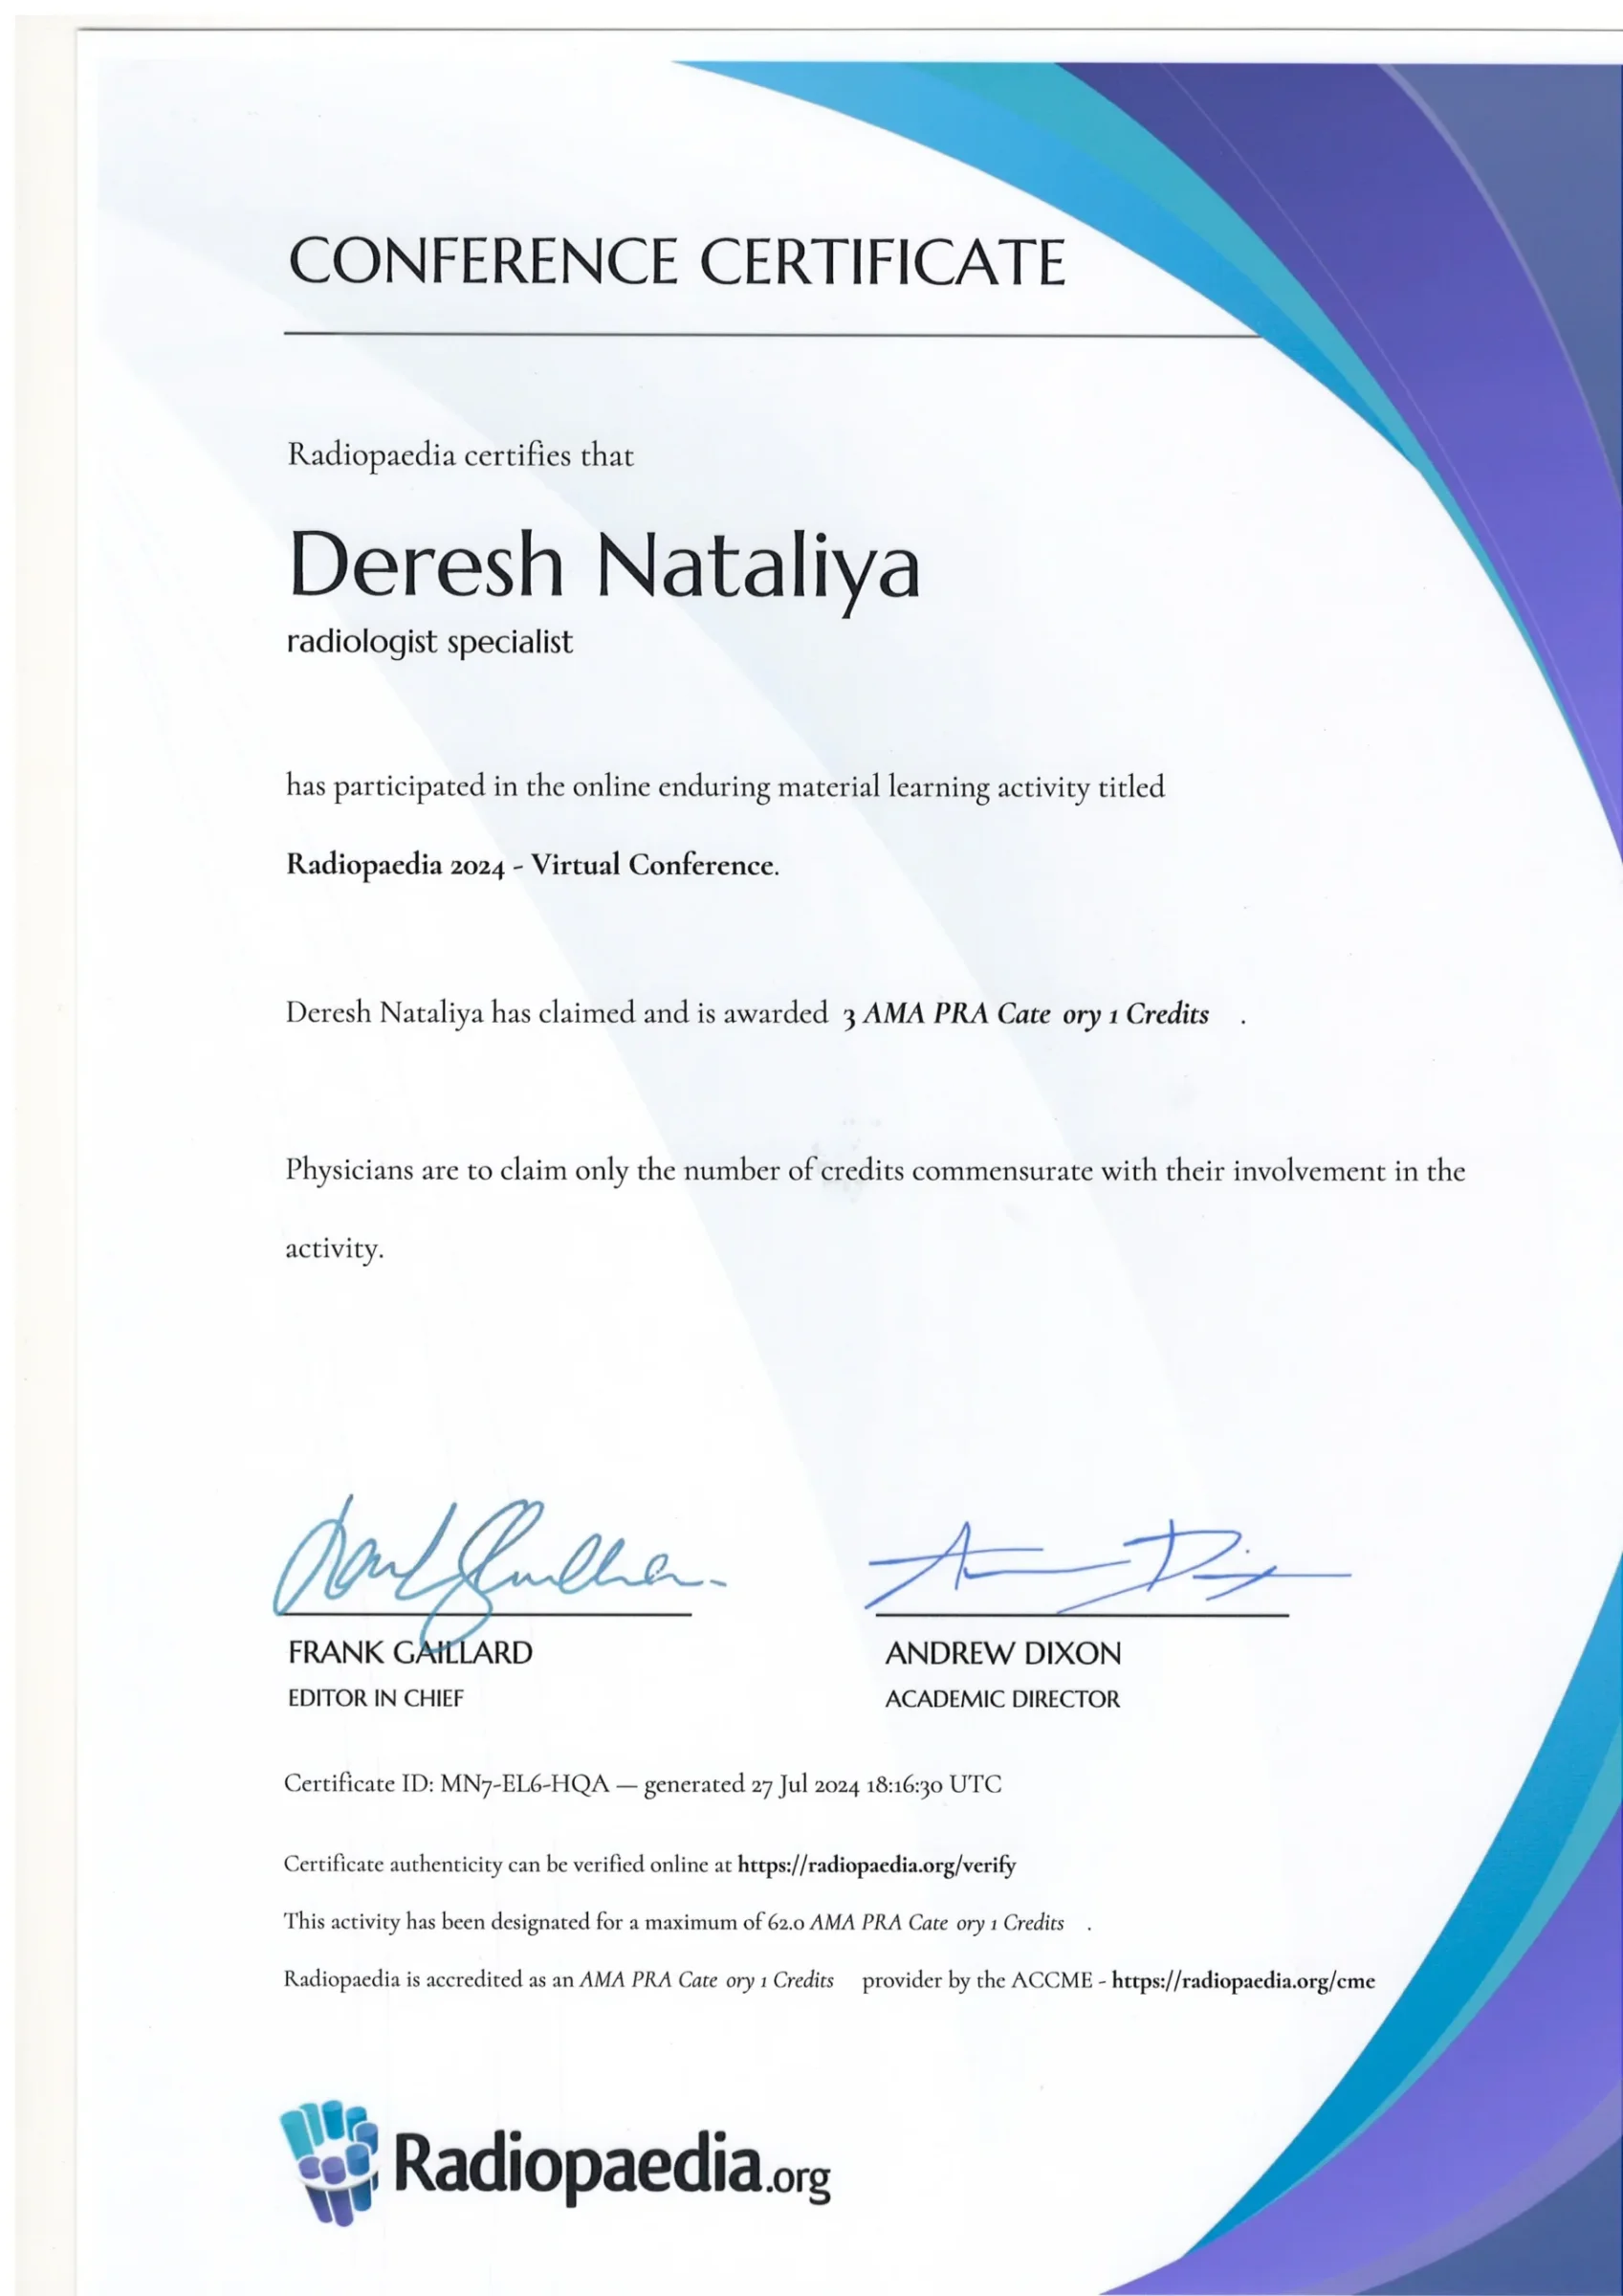 CONFERENCE CERTIFICATE
Radiopaedia certifies that
Deresh Nataliya
radiologist specialist
has participated in the online enduring material learning activity titled
Radiopaedia 2024 - Virtual Conference.
Deresh Nataliya has claimed and is awarded 3 AMA PRA Cate ory 1 Credits .
Physicians are to claim only the number of credits commensurate with their involvement in the
activity.
FRANK GAILLARD ANDREW DIXON
EDITOR IN CHIEF ACADEMIC DIRECTOR
Certificate ID: MN7-EL6-HQA — generated 27 Jul 2024 18:16:30 UTC
Certificate authenticity can be verified online at https://radiopaedia.org/verify
This activity has been designated for a maximum of 62.0 AMA PRA Cate ory 1 Credits .
Radiopaedia is accredited as an AMA PRA Cate ory 1 Credits provider by the ACCME - https://radiopaedia.org/cme
Radiopaedia.org